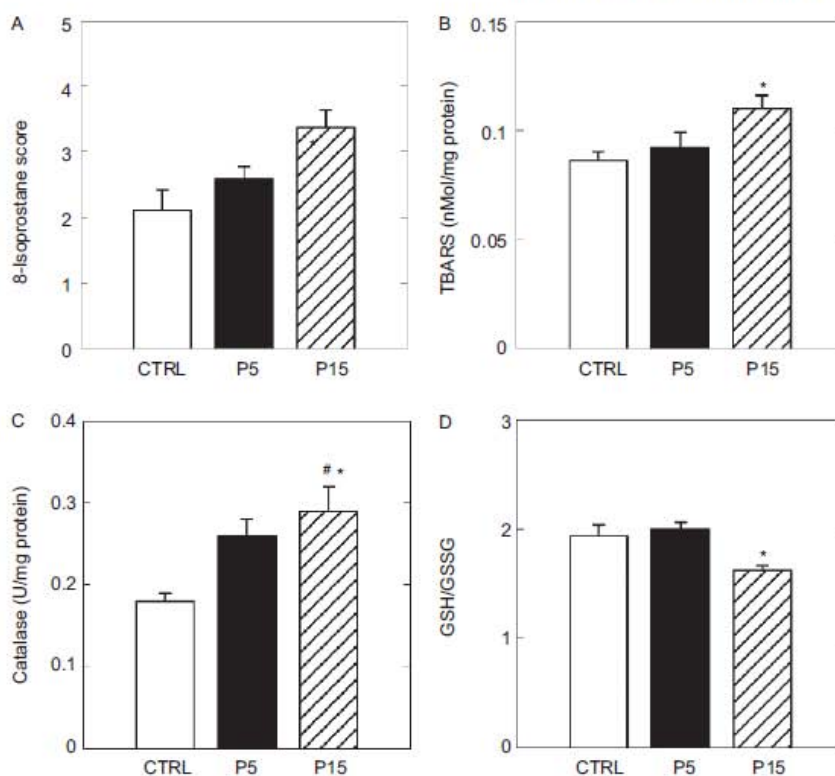 A
8-Isoprostane score
5
4
3
2
1
0
CTRL P5 P15
B
TBARS (nMol/mg protein)
0.15
0.1
0.05
0
*
CTRL P5 P15
C
Catalase (U/mg protein)
0.4
0.3
0.2
0.1
0
# *
CTRL P5 P15
D
GSH/GSSG
3
2
1
0
*
CTRL P5 P15